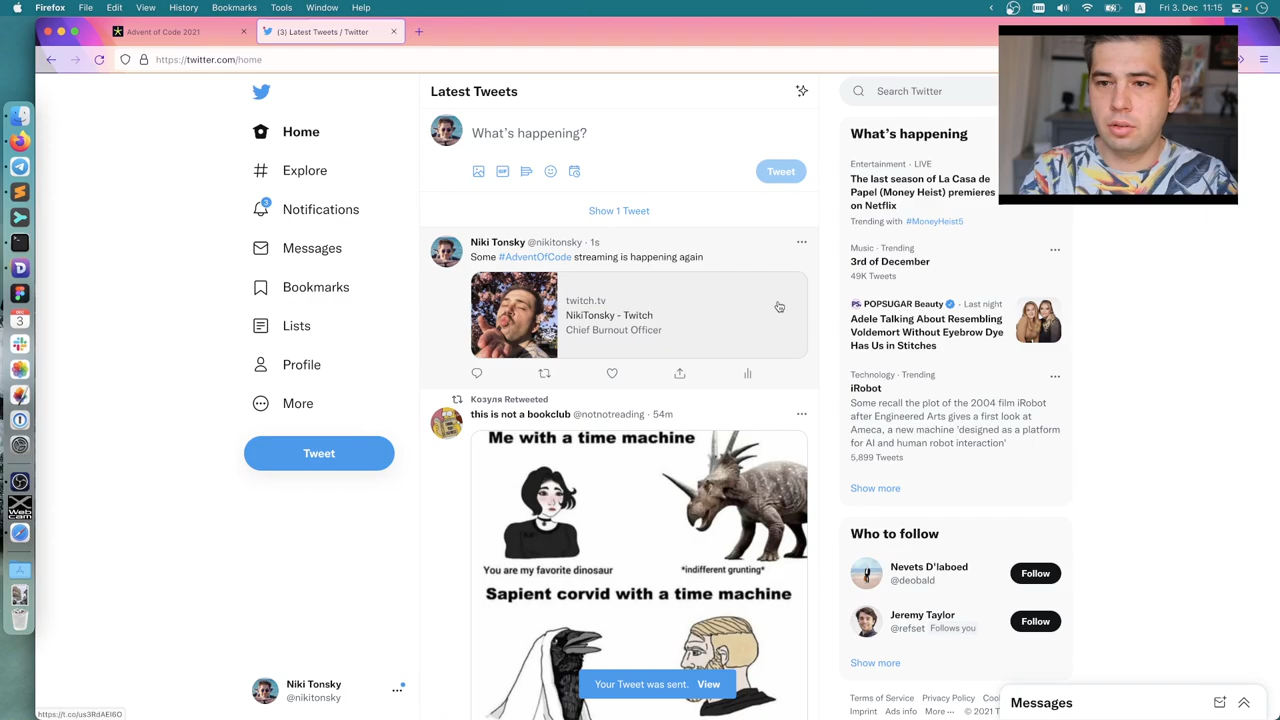 Firefox File Edit View History Bookmarks Tools Window Help
Fri 3. Dec 11:15
Advent of Code 2021
(3) Latest Tweets / Twitter
https://twitter.com/home
Latest Tweets
Search Twitter
What's happening?
Home
Explore
GIF
Tweet
3
Notifications
Show 1 Tweet
Messages
Niki Tonsky @nikitonsky · 1s
Some #AdventOfCode streaming is happening again
twitch.tv
NikiTonsky - Twitch
Chief Burnout Officer
Bookmarks
Lists
Profile
More
Tweet
Козуля Retweeted
this is not a bookclub @notnotreading · 54m
Me with a time machine
You are my favorite dinosaur
*indifferent grunting*
Sapient corvid with a time machine
Your Tweet was sent. View
Niki Tonsky
@nikitonsky
What's happening
Entertainment · LIVE
The last season of La Casa de
Papel (Money Heist) premieres
on Netflix
Trending with #MoneyHeist5
Music · Trending
3rd of December
49K Tweets
POPSUGAR Beauty · Last night
Adele Talking About Resembling
Voldemort Without Eyebrow Dye
Has Us in Stitches
Technology · Trending
iRobot
Some recall the plot of the 2004 film iRobot
after Engineered Arts gives a first look at
Ameca, a new machine 'designed as a platform
for AI and human robot interaction'
5,899 Tweets
Show more
Who to follow
Nevets D'laboed
@deobald
Follow
Jeremy Taylor
@refset Follows you
Follow
Show more
Terms of Service Privacy Policy Coo
Imprint Ads info More ··· © 2021 T
Messages
DEC
3
Web
cam
https://t.co/us3RdAEI6O